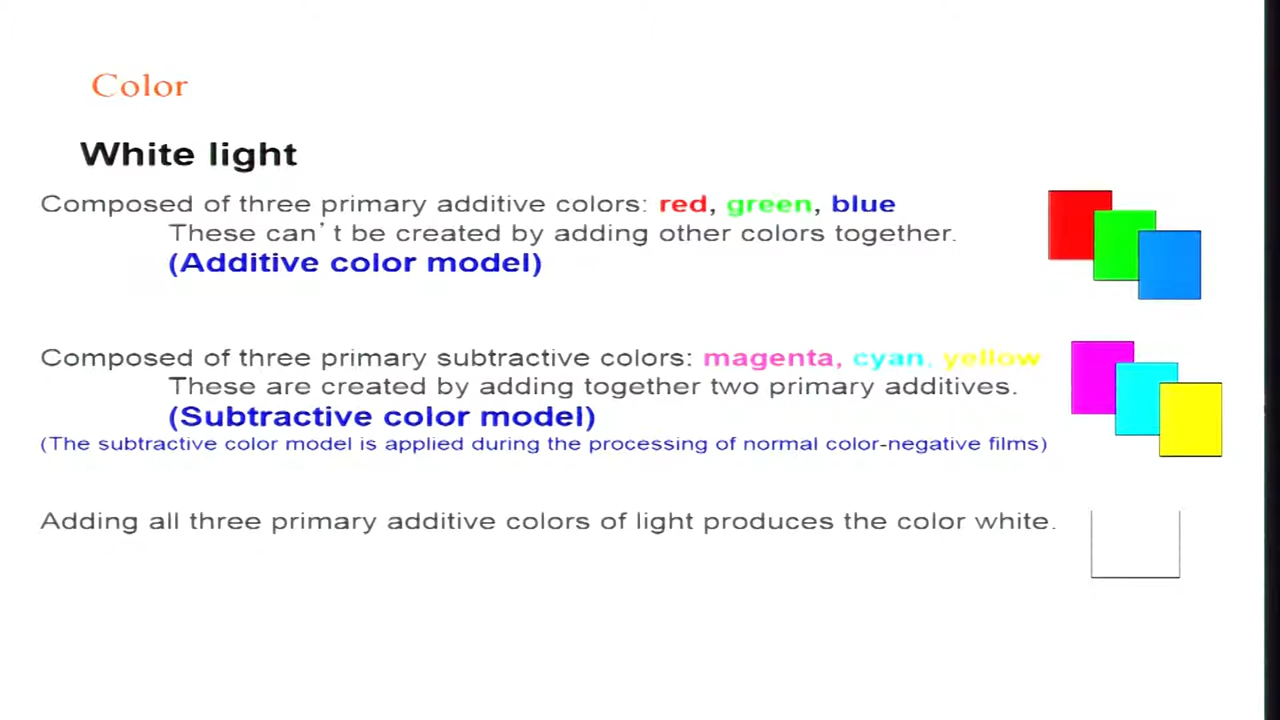 Color
White light
Composed of three primary additive colors: red, green, blue
These can't be created by adding other colors together.
(Additive color model)
Composed of three primary subtractive colors: magenta, cyan, yellow
These are created by adding together two primary additives.
(Subtractive color model)
(The subtractive color model is applied during the processing of normal color-negative films)
Adding all three primary additive colors of light produces the color white.